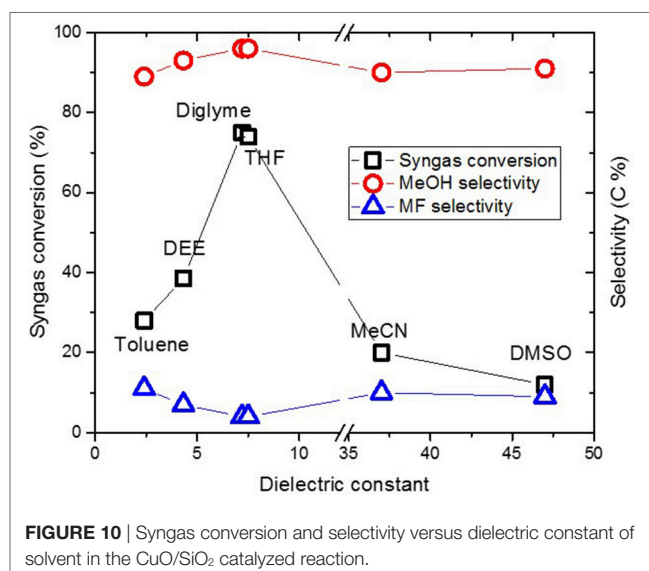 100
80
60
40
20
0
Syngas conversion (%)
Diglyme
THF
DEE
Toluene
MeCN
DMSO
Syngas conversion
MeOH selectivity
MF selectivity
Selectivity (C %)
0 5 10 35 40 45 50
Dielectric constant
FIGURE 10 | Syngas conversion and selectivity versus dielectric constant of
solvent in the CuO/SiO₂ catalyzed reaction.